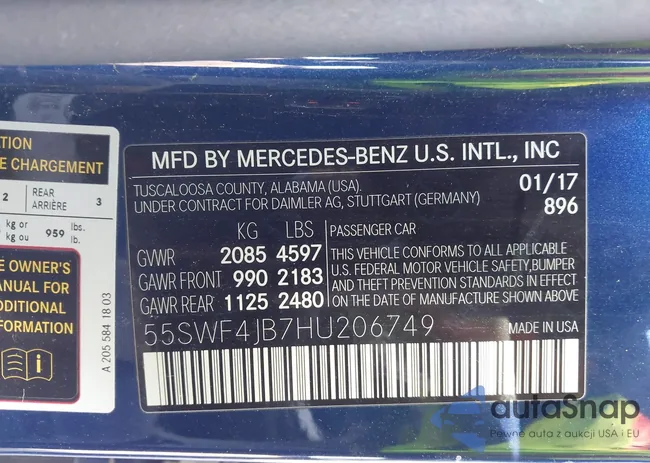 ATION
E CHARGEMENT
2 REAR ARRIÈRE 3
kg or kg ou 959 lbs. lb.
E OWNER'S
MANUAL FOR
ADDITIONAL
FORMATION
A 205 584 18 03
MFD BY MERCEDES-BENZ U.S. INTL., INC
TUSCALOOSA COUNTY, ALABAMA (USA). 01/17
UNDER CONTRACT FOR DAIMLER AG, STUTTGART (GERMANY) 896
KG LBS
GVWR 2085 4597
GAWR FRONT 990 2183
GAWR REAR 1125 2480
PASSENGER CAR
THIS VEHICLE CONFORMS TO ALL APPLICABLE
U.S. FEDERAL MOTOR VEHICLE SAFETY,BUMPER
AND THEFT PREVENTION STANDARDS IN EFFECT
ON THE DATE OF MANUFACTURE SHOWN ABOVE
55SWF4JB7HU206749
MADE IN USA
autoSnap
Pewne auta z aukcji USA i EU